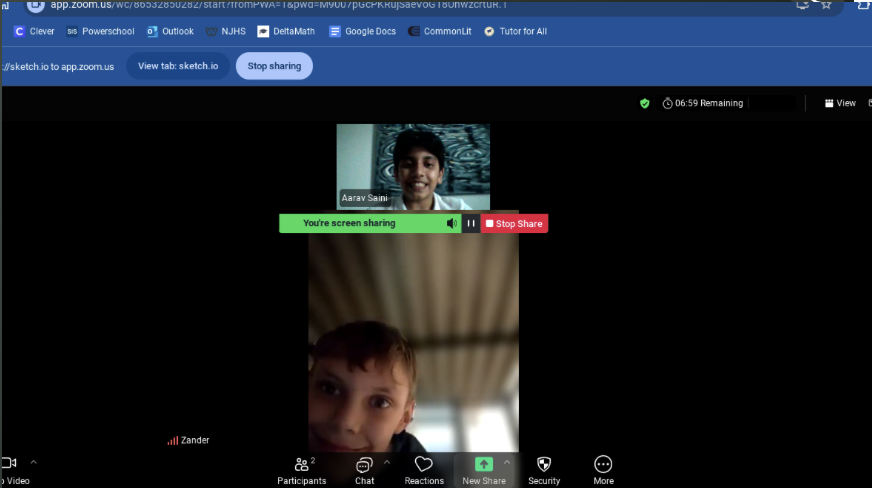 app.zoom.us/wc/86532850282/start?fromPWA=1&pwd=M90U7pGcPKRujSaevoGT8Unwzcrt0R.1
Clever Powerschool Outlook NJHS DeltaMath Google Docs CommonLit Tutor for All
://sketch.io to app.zoom.us View tab: sketch.io Stop sharing
06:59 Remaining View
Aarav Saini
You're screen sharing Stop Share
Zander
Video Participants 2 Chat Reactions New Share Security More